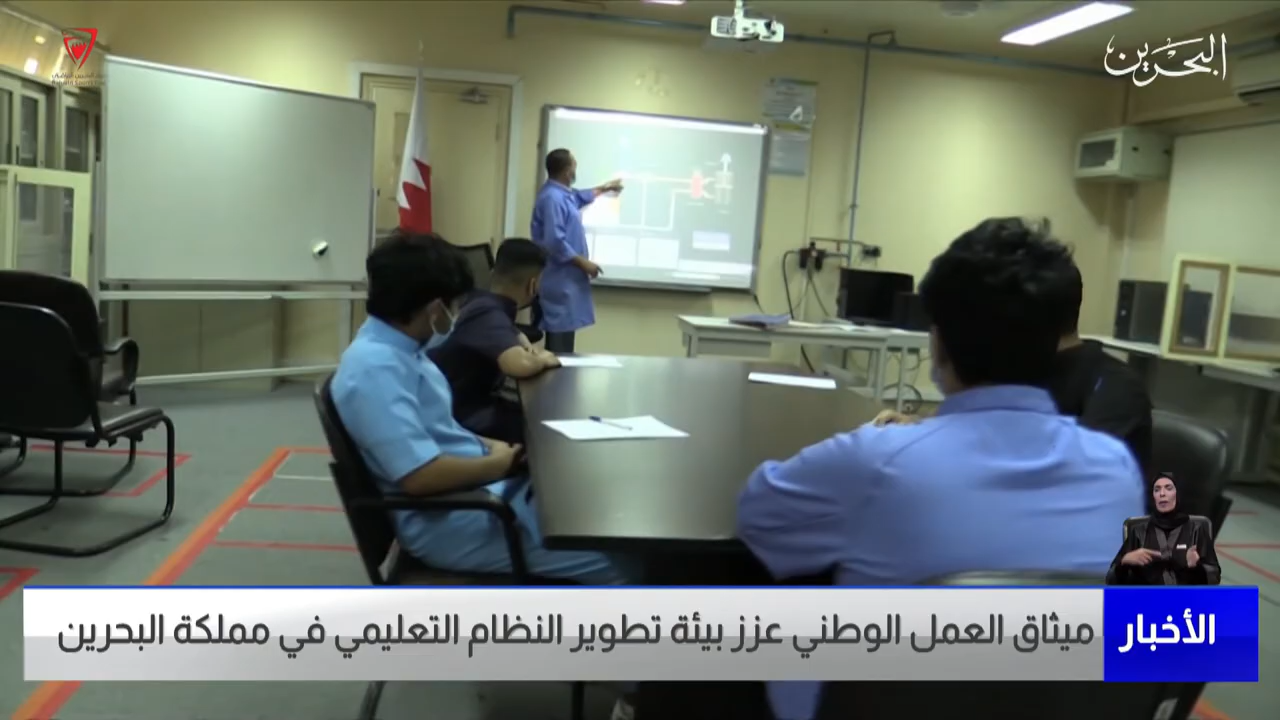 البحرين
الأخبار
ميثاق العمل الوطني عزز بيئة تطوير النظام التعليمي في مملكة البحرين